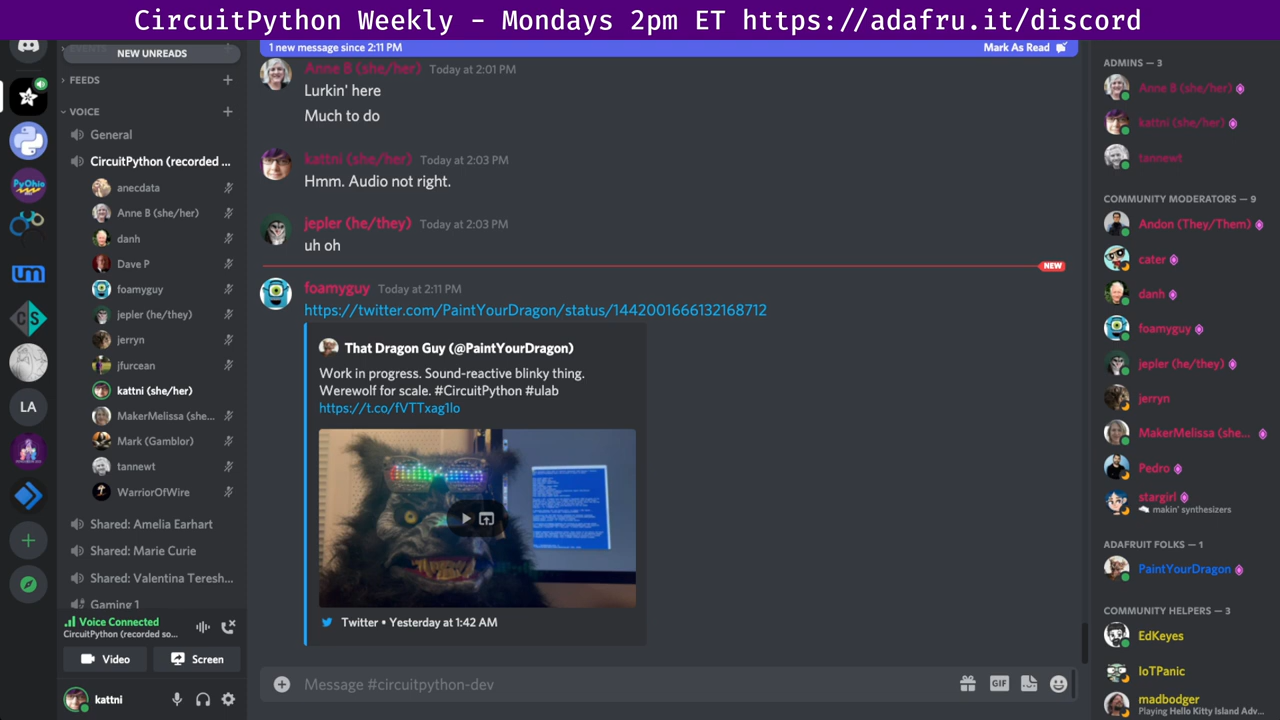 CircuitPython Weekly - Mondays 2pm ET https://adafru.it/discord
NEW UNREADS
FEEDS
VOICE
General
CircuitPython (recorded ...
anecdata
Anne B (she/her)
danh
Dave P
foamyguy
jepler (he/they)
jerryn
jfurcean
kattni (she/her)
MakerMelissa (she...
Mark (Gamblor)
tannewt
WarriorOfWire
Shared: Amelia Earhart
Shared: Marie Curie
Shared: Valentina Teresh...
Gaming 1
Voice Connected
CircuitPython (recorded so...
Video
Screen
kattni
PyOhio
um
CS
LA
1 new message since 2:11 PM
Mark As Read
Anne B (she/her) Today at 2:01 PM
Lurkin' here
Much to do
kattni (she/her) Today at 2:03 PM
Hmm. Audio not right.
jepler (he/they) Today at 2:03 PM
uh oh
NEW
foamyguy Today at 2:11 PM
https://twitter.com/PaintYourDragon/status/1442001666132168712
That Dragon Guy (@PaintYourDragon)
Work in progress. Sound-reactive blinky thing.
Werewolf for scale. #CircuitPython #ulab
https://t.co/fVTTxag1lo
Twitter • Yesterday at 1:42 AM
Message #circuitpython-dev
GIF
ADMINS — 3
Anne B (she/her)
kattni (she/her)
tannewt
COMMUNITY MODERATORS — 9
Andon (They/Them)
cater
danh
foamyguy
jepler (he/they)
jerryn
MakerMelissa (she...
Pedro
stargirl
makin' synthesizers
ADAFRUIT FOLKS — 1
PaintYourDragon
COMMUNITY HELPERS — 3
EdKeyes
IoTPanic
madbodger
Playing Hello Kitty Island Adv...